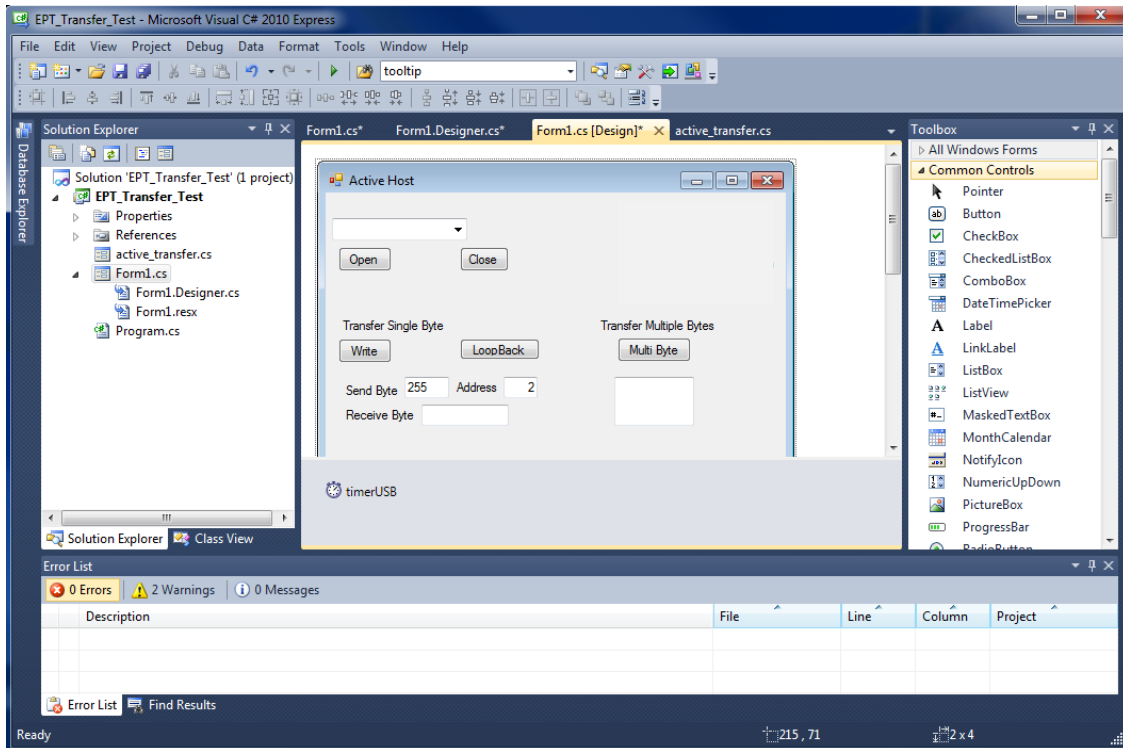 EPT_Transfer_Test - Microsoft Visual C# 2010 Express
File Edit View Project Debug Data Format Tools Window Help
tooltip
Database Explorer
Solution Explorer
Solution 'EPT_Transfer_Test' (1 project)
EPT_Transfer_Test
Properties
References
active_transfer.cs
Form1.cs
Form1.Designer.cs
Form1.resx
Program.cs
Solution Explorer Class View
Form1.cs* Form1.Designer.cs* Form1.cs [Design]* active_transfer.cs
Active Host
Open Close
Transfer Single Byte Transfer Multiple Bytes
Write LoopBack Multi Byte
Send Byte 255 Address 2
Receive Byte
timerUSB
Toolbox
All Windows Forms
Common Controls
Pointer
Button
CheckBox
CheckedListBox
ComboBox
DateTimePicker
Label
LinkLabel
ListBox
ListView
MaskedTextBox
MonthCalendar
NotifyIcon
NumericUpDown
PictureBox
ProgressBar
RadioButton
Error List
0 Errors 2 Warnings 0 Messages
Description File Line Column Project
Error List Find Results
Ready 215 , 71 2 x 4